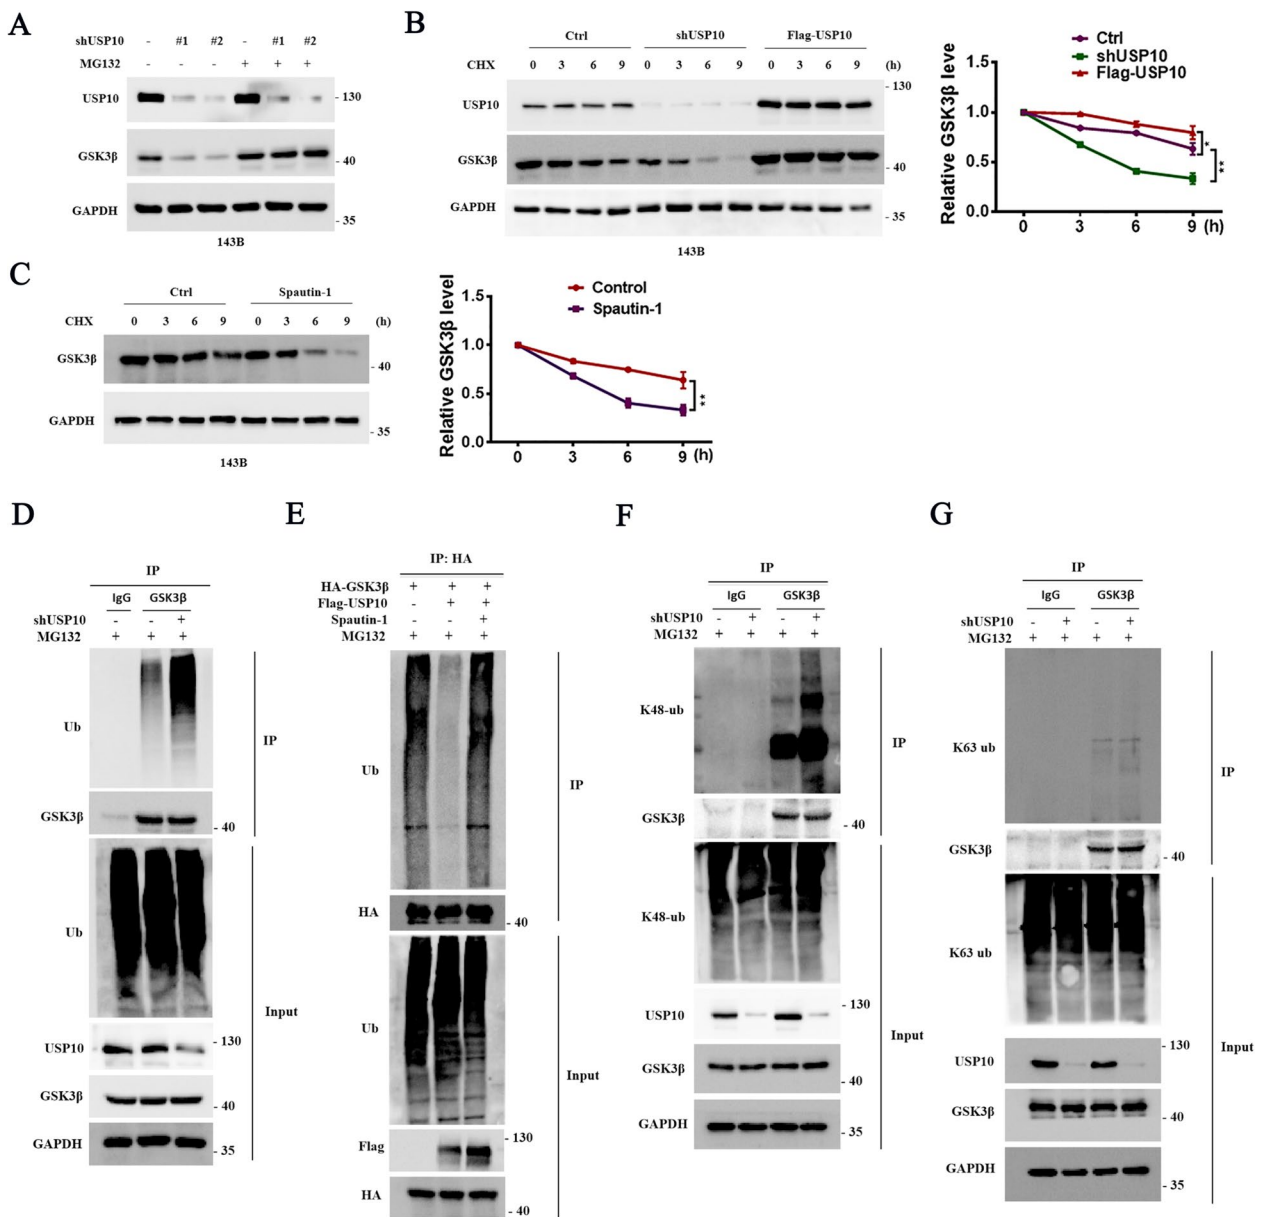 A
shUSP10 - #1 #2 - #1 #2
MG132 - - - + + +
USP10 - 130
GSK3β - 40
GAPDH - 35
143B
B
Ctrl shUSP10 Flag-USP10
CHX 0 3 6 9 0 3 6 9 0 3 6 9 (h)
USP10 - 130
GSK3β - 40
GAPDH - 35
143B
Relative GSK3β leve
Ctrl
shUSP10
Flag-USP10
1.5
1.0
0.5
0.0
*
**
0 3 6 9 (h)
C
Ctrl Spautin-1
CHX 0 3 6 9 0 3 6 9 (h)
GSK3β - 40
GAPDH - 35
143B
Relative GSK3β level
Control
Spautin-1
1.5
1.0
0.5
0.0
**
0 3 6 9 (h)
D
IP
IgG GSK3β
shUSP10 - - +
MG132 + + +
Ub
IP
GSK3β - 40
Ub
Input
USP10 - 130
GSK3β - 40
GAPDH - 35
E
IP: HA
HA-GSK3β + + +
Flag-USP10 - + +
Spautin-1 - - +
MG132 + + +
Ub
IP
HA - 40
Ub
Input
Flag - 130
HA - 40
F
IP
IgG GSK3β
shUSP10 - + - +
MG132 + + + +
K48-ub
IP
GSK3β - 40
K48-ub
USP10 - 130
Input
GSK3β - 40
GAPDH - 35
G
IP
IgG GSK3β
shUSP10 - + - +
MG132 + + + +
K63 ub
IP
GSK3β - 40
K63 ub
USP10 - 130
Input
GSK3β - 40
GAPDH - 35